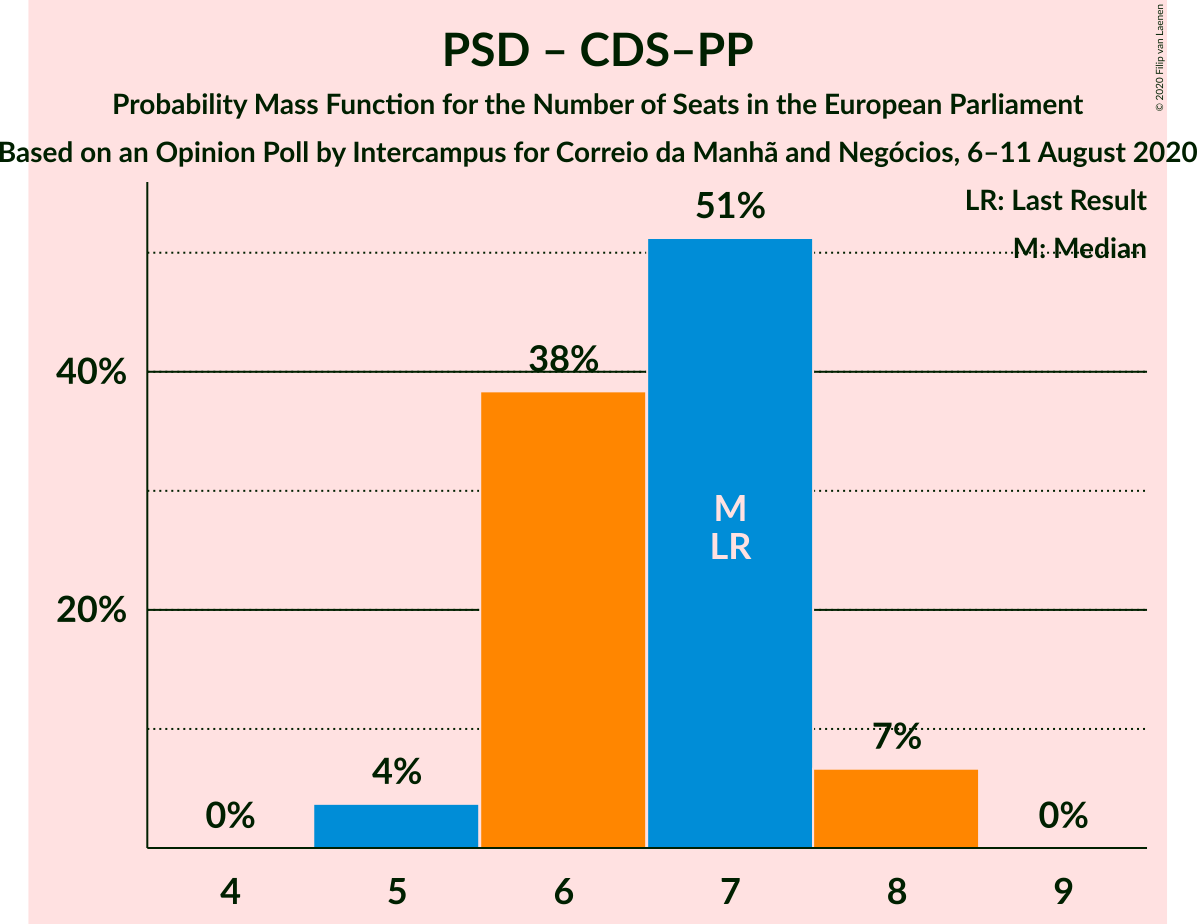 PSD – CDS–PP
Probability Mass Function for the Number of Seats in the European Parliament
Based on an Opinion Poll by Intercampus for Correio da Manhã and Negócios, 6–11 August 2020
© 2020 Filip van Laenen
LR: Last Result
M: Median
51%
38%
40%
M
LR
20%
7%
4%
0%
0%
4 5 6 7 8 9